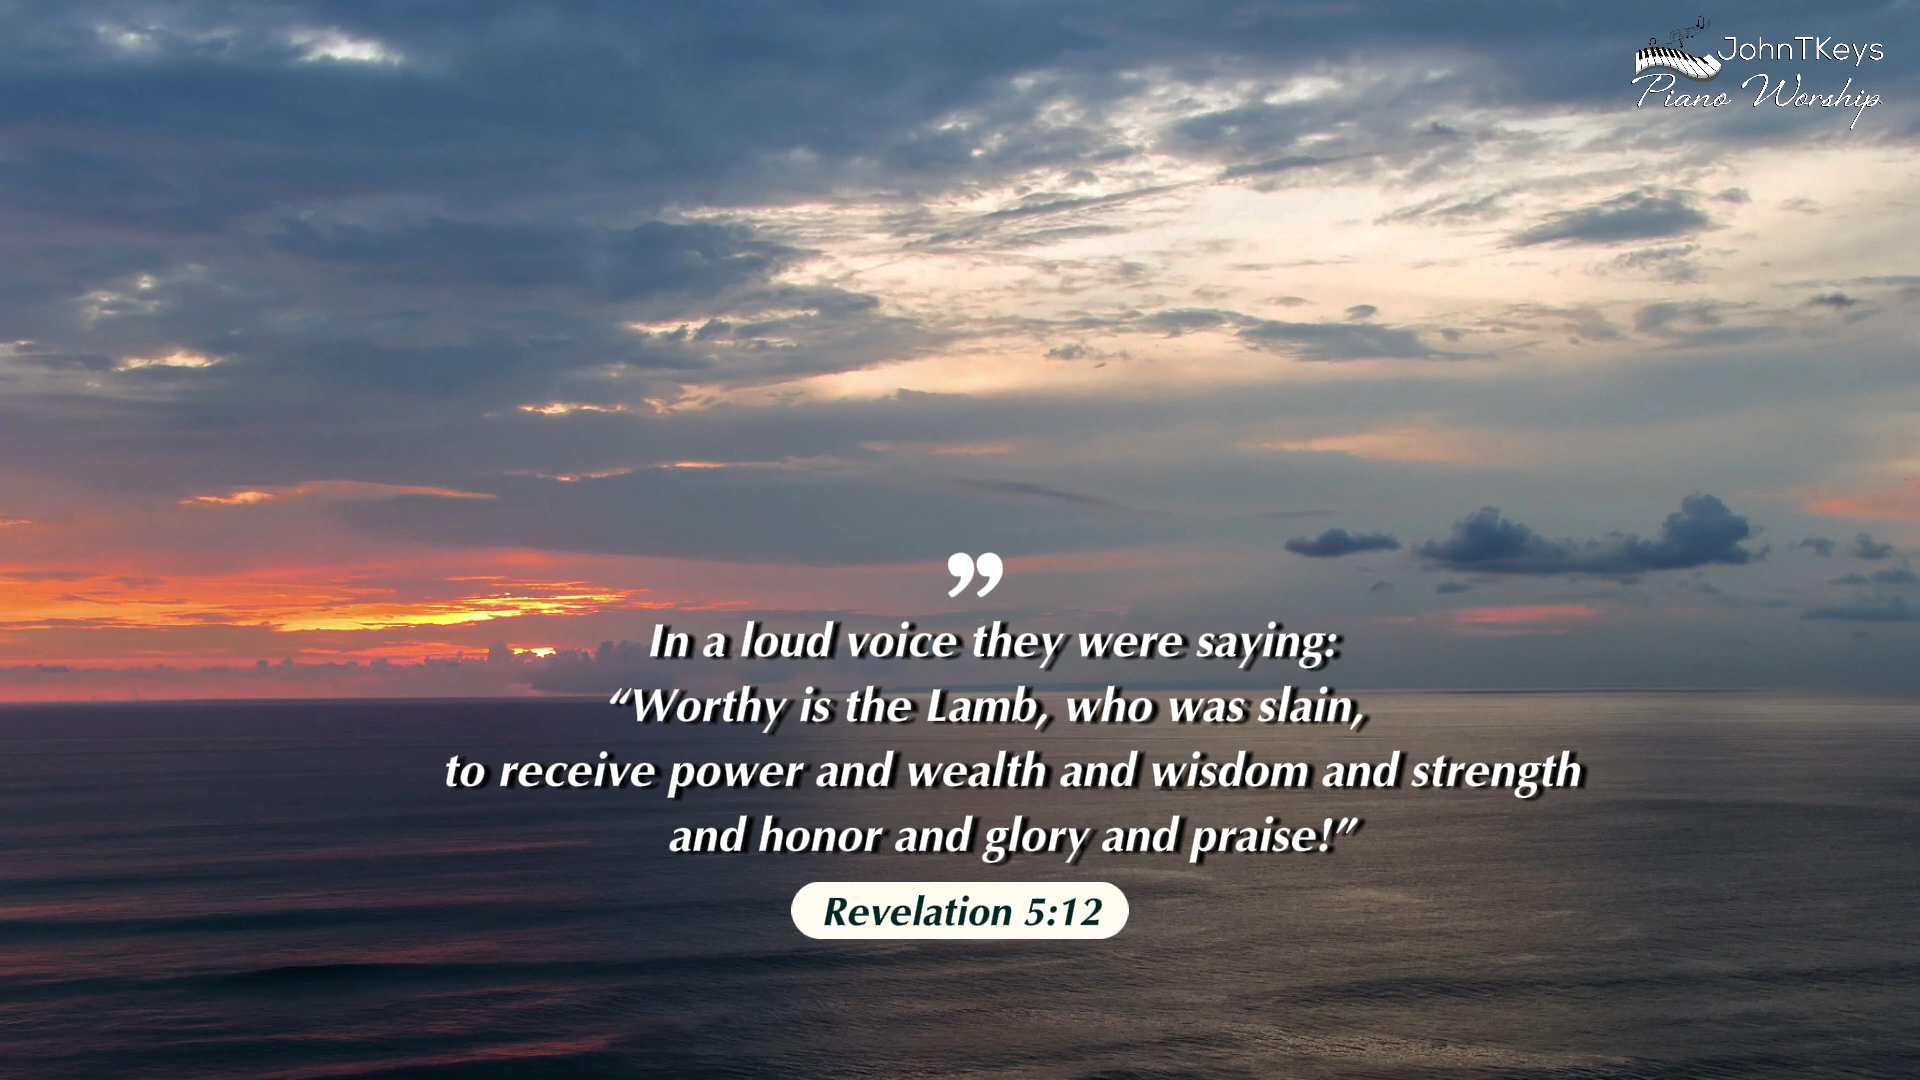 JohnTKeys
Piano Worship
”
In a loud voice they were saying:
“Worthy is the Lamb, who was slain,
to receive power and wealth and wisdom and strength
and honor and glory and praise!”
Revelation 5:12